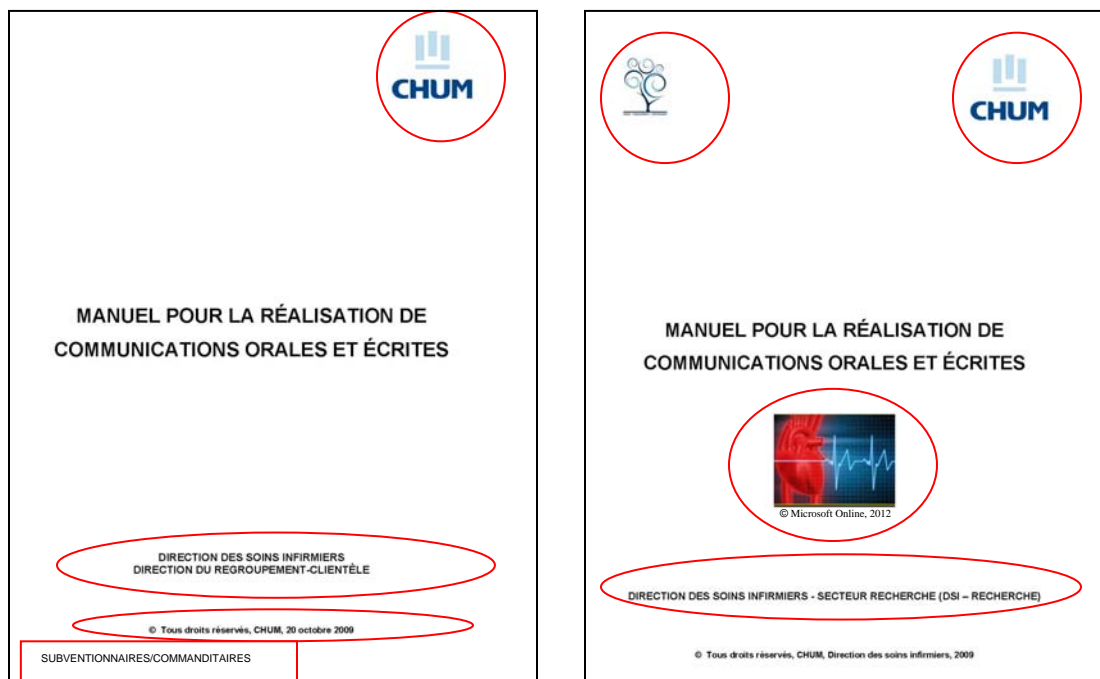 CHUM
MANUEL POUR LA RÉALISATION DE
COMMUNICATIONS ORALES ET ÉCRITES
DIRECTION DES SOINS INFIRMIERS
DIRECTION DU REGROUPEMENT-CLIENTÈLE
© Tous droits réservés, CHUM, 20 octobre 2009
SUBVENTIONNAIRES/COMMANDITAIRES
CHUM
MANUEL POUR LA RÉALISATION DE
COMMUNICATIONS ORALES ET ÉCRITES
© Microsoft Online, 2012
DIRECTION DES SOINS INFIRMIERS - SECTEUR RECHERCHE (DSI – RECHERCHE)
© Tous droits réservés, CHUM, Direction des soins infirmiers, 2009